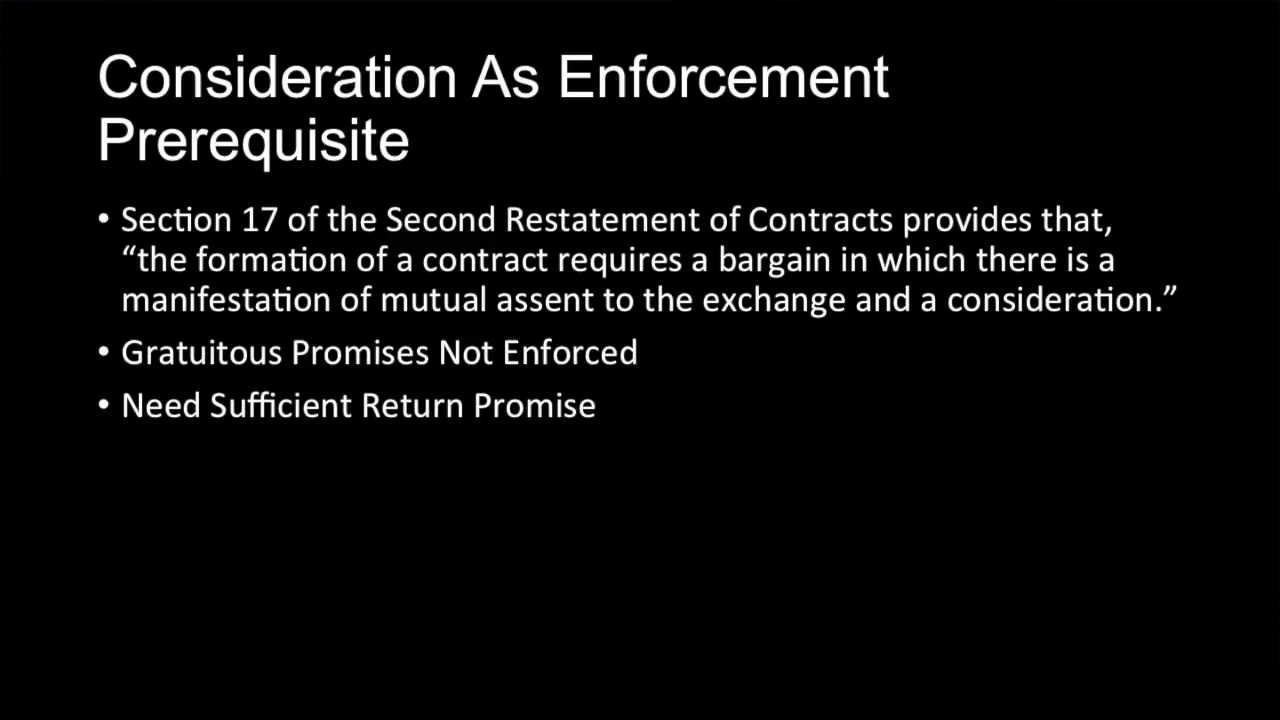 Consideration As Enforcement
Prerequisite
• Section 17 of the Second Restatement of Contracts provides that,
“the formation of a contract requires a bargain in which there is a
manifestation of mutual assent to the exchange and a consideration.”
• Gratuitous Promises Not Enforced
• Need Sufficient Return Promise